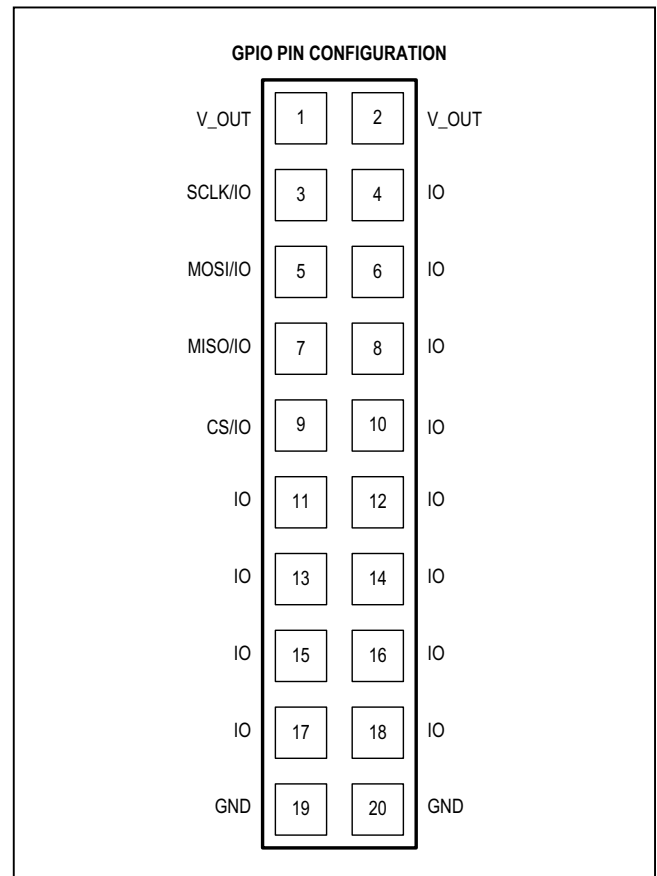 GPIO PIN CONFIGURATION
V_OUT 1 2 V_OUT
SCLK/IO 3 4 IO
MOSI/IO 5 6 IO
MISO/IO 7 8 IO
CS/IO 9 10 IO
IO 11 12 IO
IO 13 14 IO
IO 15 16 IO
IO 17 18 IO
GND 19 20 GND